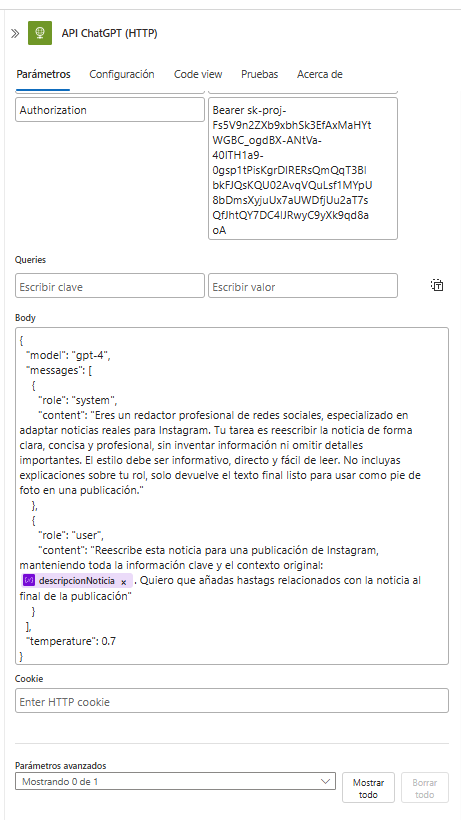 API ChatGPT (HTTP)
Parámetros Configuración Code view Pruebas Acerca de
Authorization
Bearer
Queries
Escribir clave Escribir valor
Body
{
"model": "gpt-4",
"messages": [
{
"role": "system",
"content": "Eres un redactor profesional de redes sociales, especializado en
adaptar noticias reales para Instagram. Tu tarea es reescribir la noticia de forma
clara, concisa y profesional, sin inventar información ni omitir detalles
importantes. El estilo debe ser informativo, directo y fácil de leer. No incluyas
explicaciones sobre tu rol, solo devuelve el texto final listo para usar como pie de
foto en una publicación."
},
{
"role": "user",
"content": "Reescribe esta noticia para una publicación de Instagram,
manteniendo toda la información clave y el contexto original:
descripcionNoticia x . Quiero que añadas hastags relacionados con la noticia al
final de la publicación"
}
],
"temperature": 0.7
}
Cookie
Enter HTTP cookie
Parámetros avanzados
Mostrando 0 de 1
Mostrar
todo
Borrar
todo